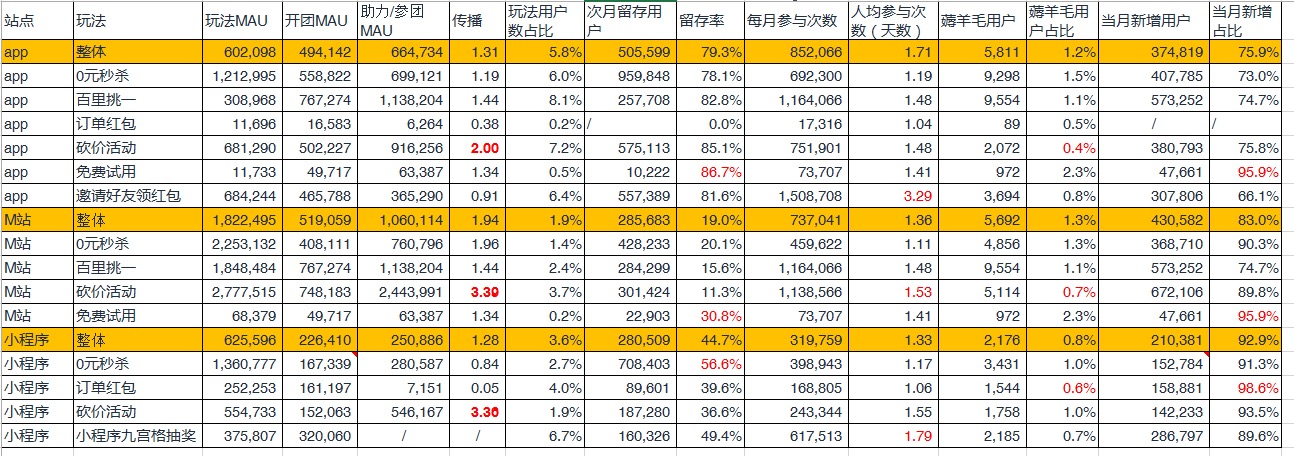 站点 玩法 玩法MAU 开团MAU 助力/参团MAU 传播 玩法用户数占比 次月留存用户 留存率 每月参与次数 人均参与次数（天数） 薅羊毛用户 薅羊毛用户占比 当月新增用户 当月新增占比
app 整体 602,098 494,142 664,734 1.31 5.8% 505,599 79.3% 852,066 1.71 5,811 1.2% 374,819 75.9%
app 0元秒杀 1,212,995 558,822 699,121 1.19 6.0% 959,848 78.1% 692,300 1.19 9,298 1.5% 407,785 73.0%
app 百里挑一 308,968 767,274 1,138,204 1.44 8.1% 257,708 82.8% 1,164,066 1.48 9,554 1.1% 573,252 74.7%
app 订单红包 11,696 16,583 6,264 0.38 0.2% / 0.0% 17,316 1.04 89 0.5% / /
app 砍价活动 681,290 502,227 916,256 2.00 7.2% 575,113 85.1% 751,901 1.48 2,072 0.4% 380,793 75.8%
app 免费试用 11,733 49,717 63,387 1.34 0.5% 10,222 86.7% 73,707 1.41 972 2.3% 47,661 95.9%
app 邀请好友领红包 684,244 465,788 365,290 0.91 6.4% 557,389 81.6% 1,508,708 3.29 3,694 0.8% 307,806 66.1%
M站 整体 1,822,495 519,059 1,060,114 1.94 1.9% 285,683 19.0% 737,041 1.36 5,692 1.3% 430,582 83.0%
M站 0元秒杀 2,253,132 408,111 760,796 1.96 1.4% 428,233 20.1% 459,622 1.11 4,856 1.3% 368,710 90.3%
M站 百里挑一 1,848,484 767,274 1,138,204 1.44 2.4% 284,299 15.6% 1,164,066 1.48 9,554 1.1% 573,252 74.7%
M站 砍价活动 2,777,515 748,183 2,443,991 3.39 3.7% 301,424 11.3% 1,138,566 1.53 5,114 0.7% 672,106 89.8%
M站 免费试用 68,379 49,717 63,387 1.34 0.2% 22,903 30.8% 73,707 1.41 972 2.3% 47,661 95.9%
小程序 整体 625,596 226,410 250,886 1.28 3.6% 280,509 44.7% 319,759 1.33 2,176 0.8% 210,381 92.9%
小程序 0元秒杀 1,360,777 167,339 280,587 0.84 2.7% 708,403 56.6% 398,943 1.17 3,431 1.0% 152,784 91.3%
小程序 订单红包 252,253 161,197 7,151 0.05 4.0% 89,601 39.6% 168,805 1.06 1,544 0.6% 158,881 98.6%
小程序 砍价活动 554,733 152,063 546,167 3.36 1.9% 187,280 36.6% 243,344 1.55 1,758 1.0% 142,233 93.5%
小程序 小程序九宫格抽奖 375,807 320,060 / / 6.7% 160,326 49.4% 617,513 1.79 2,185 0.7% 286,797 89.6%